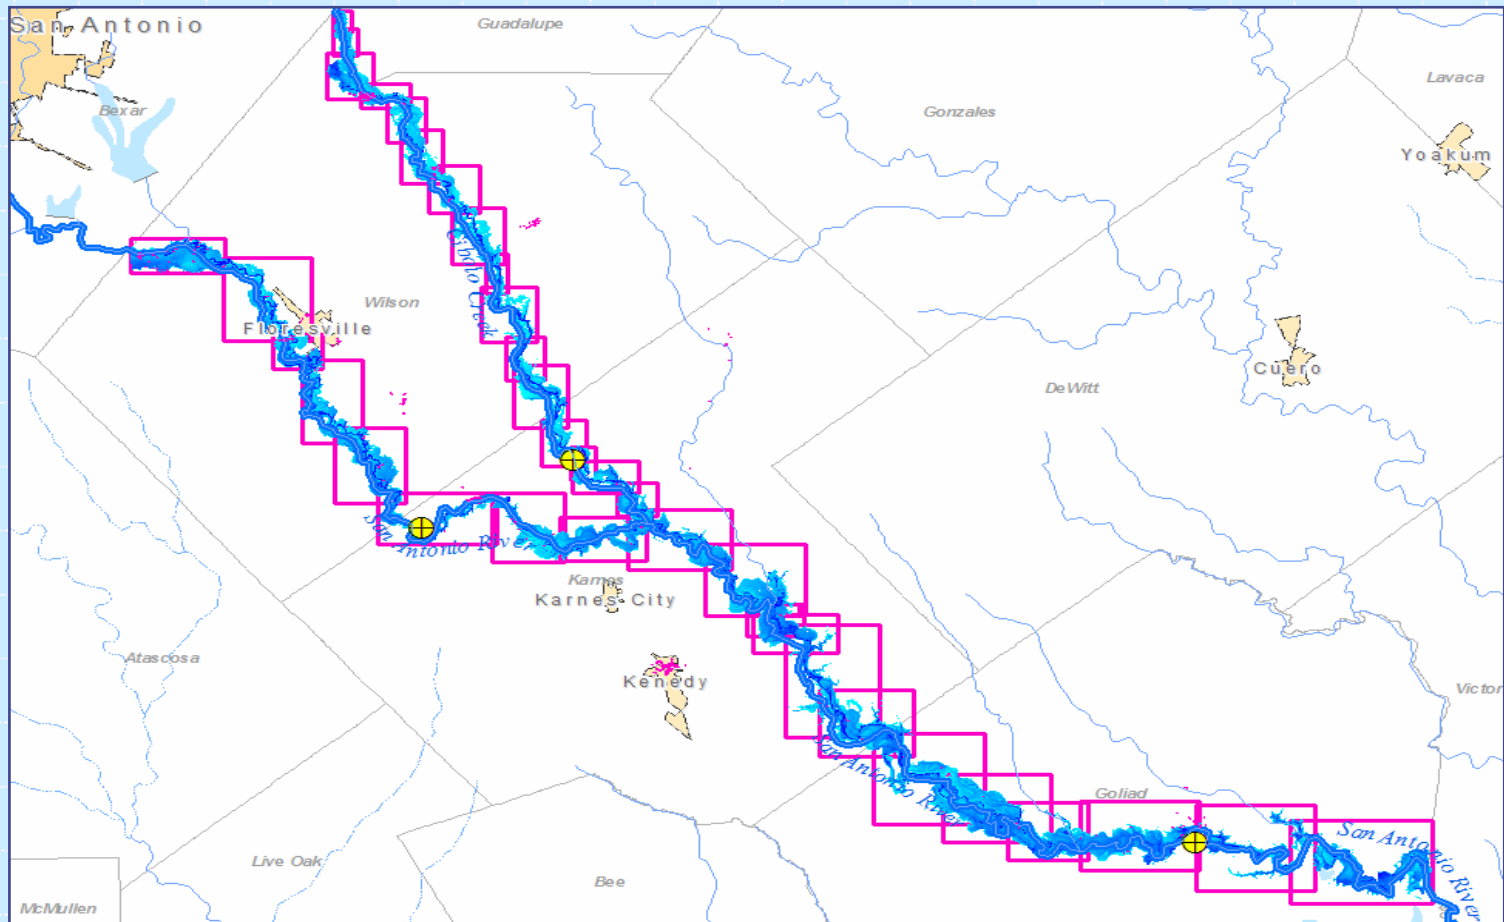 San Antonio
Guadalupe
Lavaca
Bexar
Gonzales
Yoakum
Cibolo Creek
Wilson
Floresville
Cuero
DeWitt
San Antonio River
Karnes
Karnes City
Atascosa
Kenedy
Victor
San Antonio River
Goliad
San Antonio River
Live Oak
Bee
McMullen